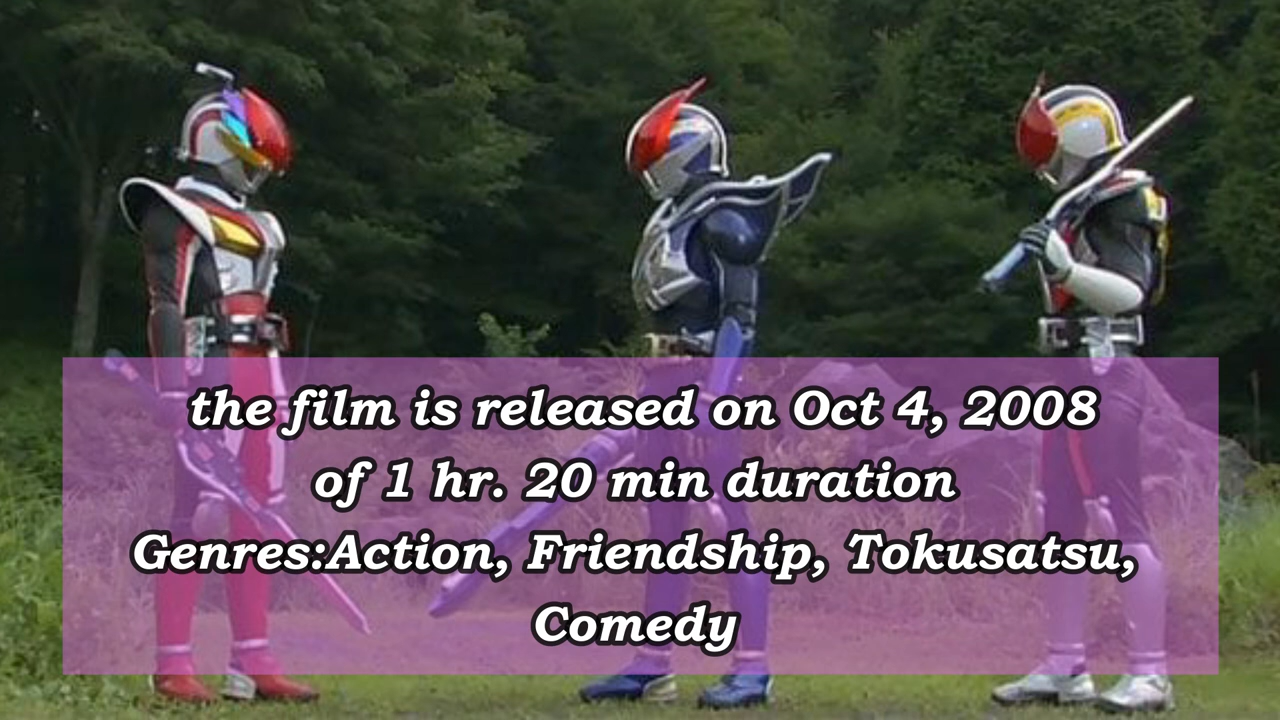 the film is released on Oct 4, 2008
of 1 hr. 20 min duration
Genres:Action, Friendship, Tokusatsu,
Comedy